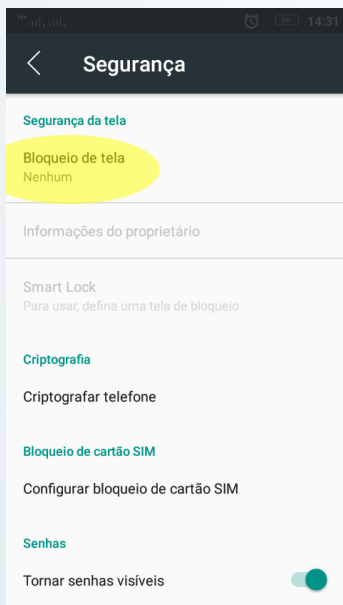 14:31
Segurança
Segurança da tela
Bloqueio de tela
Nenhum
Informações do proprietário
Smart Lock
Para usar, defina uma tela de bloqueio
Criptografia
Criptografar telefone
Bloqueio de cartão SIM
Configurar bloqueio de cartão SIM
Senhas
Tornar senhas visíveis